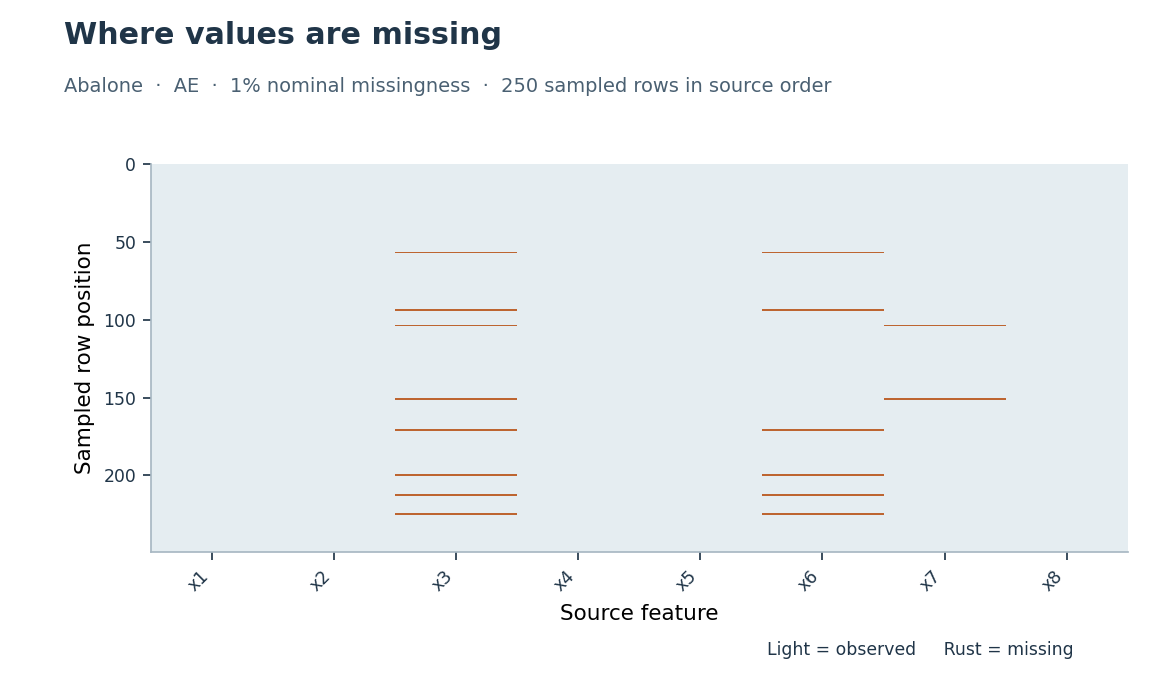 Where values are missing
Abalone · AE · 1% nominal missingness · 250 sampled rows in source order
0
50
100
150
200
Sampled row position
x1 x2 x3 x4 x5 x6 x7 x8
Source feature
Light = observed Rust = missing